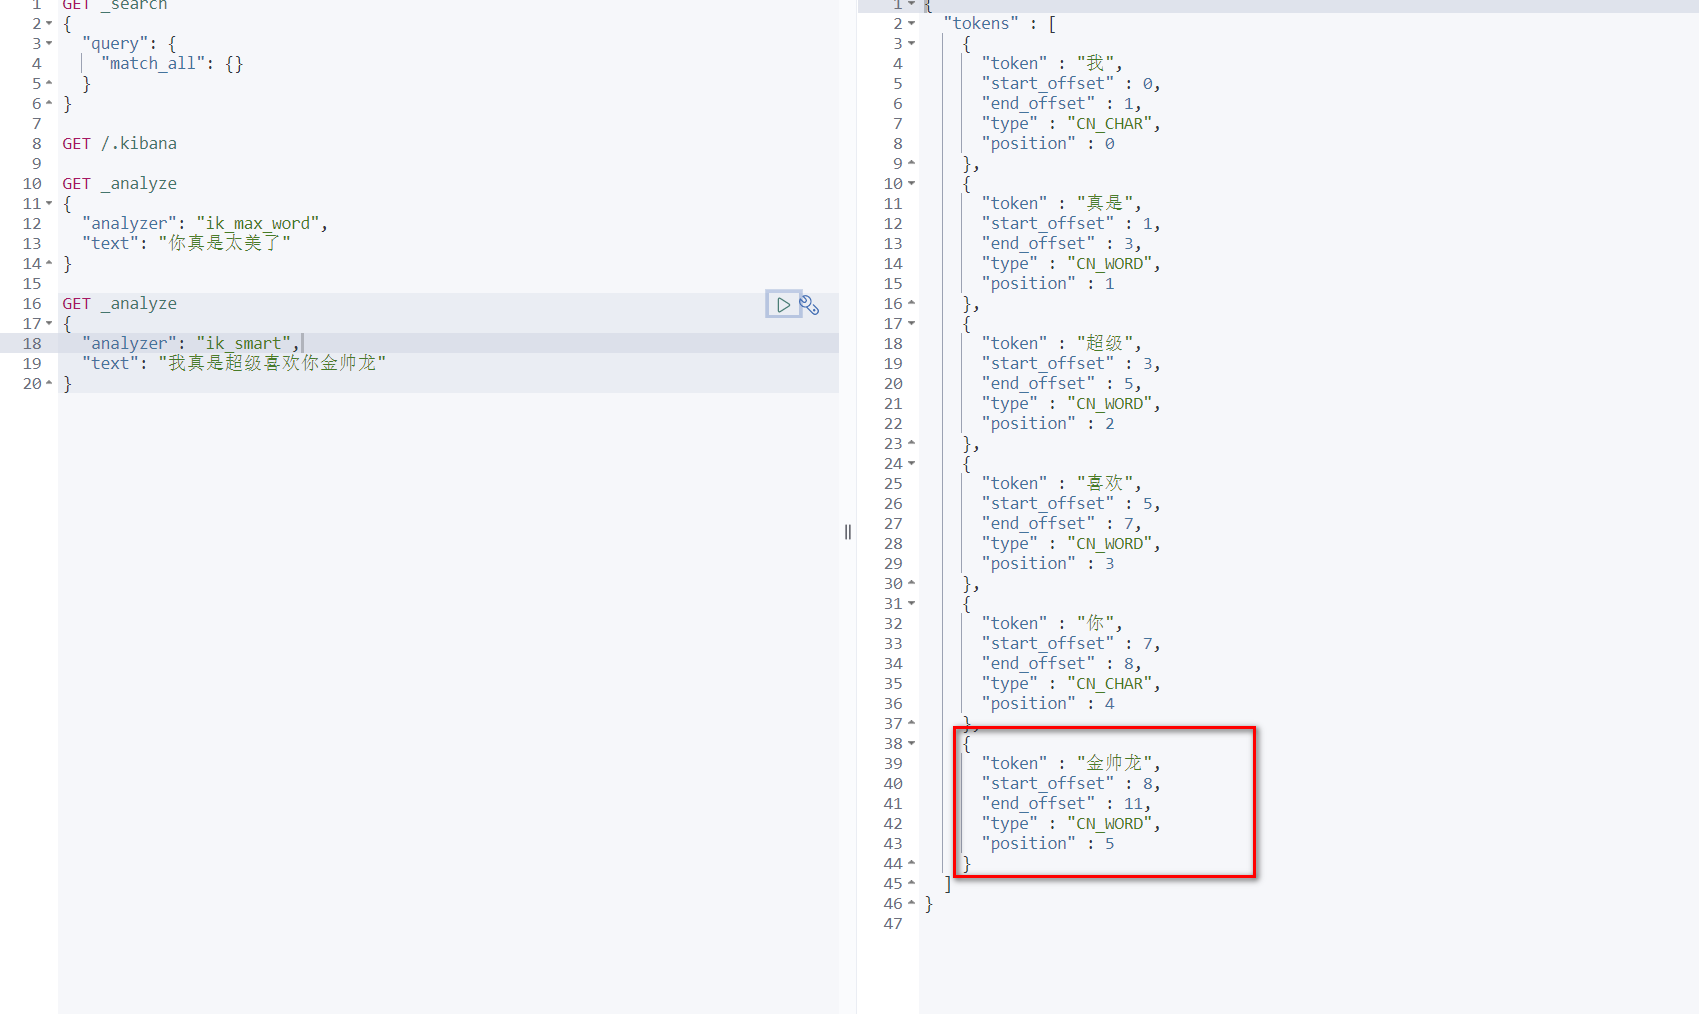 1 GET _search
2 {
3 "query": {
4 "match_all": {}
5 }
6 }
7
8 GET /.kibana
9
10 GET _analyze
11 {
12 "analyzer": "ik_max_word",
13 "text": "你真是太美了"
14 }
15
16 GET _analyze
17 {
18 "analyzer": "ik_smart",
19 "text": "我真是超级喜欢你金帅龙"
20 }
1 {
2 "tokens" : [
3 {
4 "token" : "我",
5 "start_offset" : 0,
6 "end_offset" : 1,
7 "type" : "CN_CHAR",
8 "position" : 0
9 },
10 {
11 "token" : "真是",
12 "start_offset" : 1,
13 "end_offset" : 3,
14 "type" : "CN_WORD",
15 "position" : 1
16 },
17 {
18 "token" : "超级",
19 "start_offset" : 3,
20 "end_offset" : 5,
21 "type" : "CN_WORD",
22 "position" : 2
23 },
24 {
25 "token" : "喜欢",
26 "start_offset" : 5,
27 "end_offset" : 7,
28 "type" : "CN_WORD",
29 "position" : 3
30 },
31 {
32 "token" : "你",
33 "start_offset" : 7,
34 "end_offset" : 8,
35 "type" : "CN_CHAR",
36 "position" : 4
37 },
38 {
39 "token" : "金帅龙",
40 "start_offset" : 8,
41 "end_offset" : 11,
42 "type" : "CN_WORD",
43 "position" : 5
44 }
45 ]
46 }
47